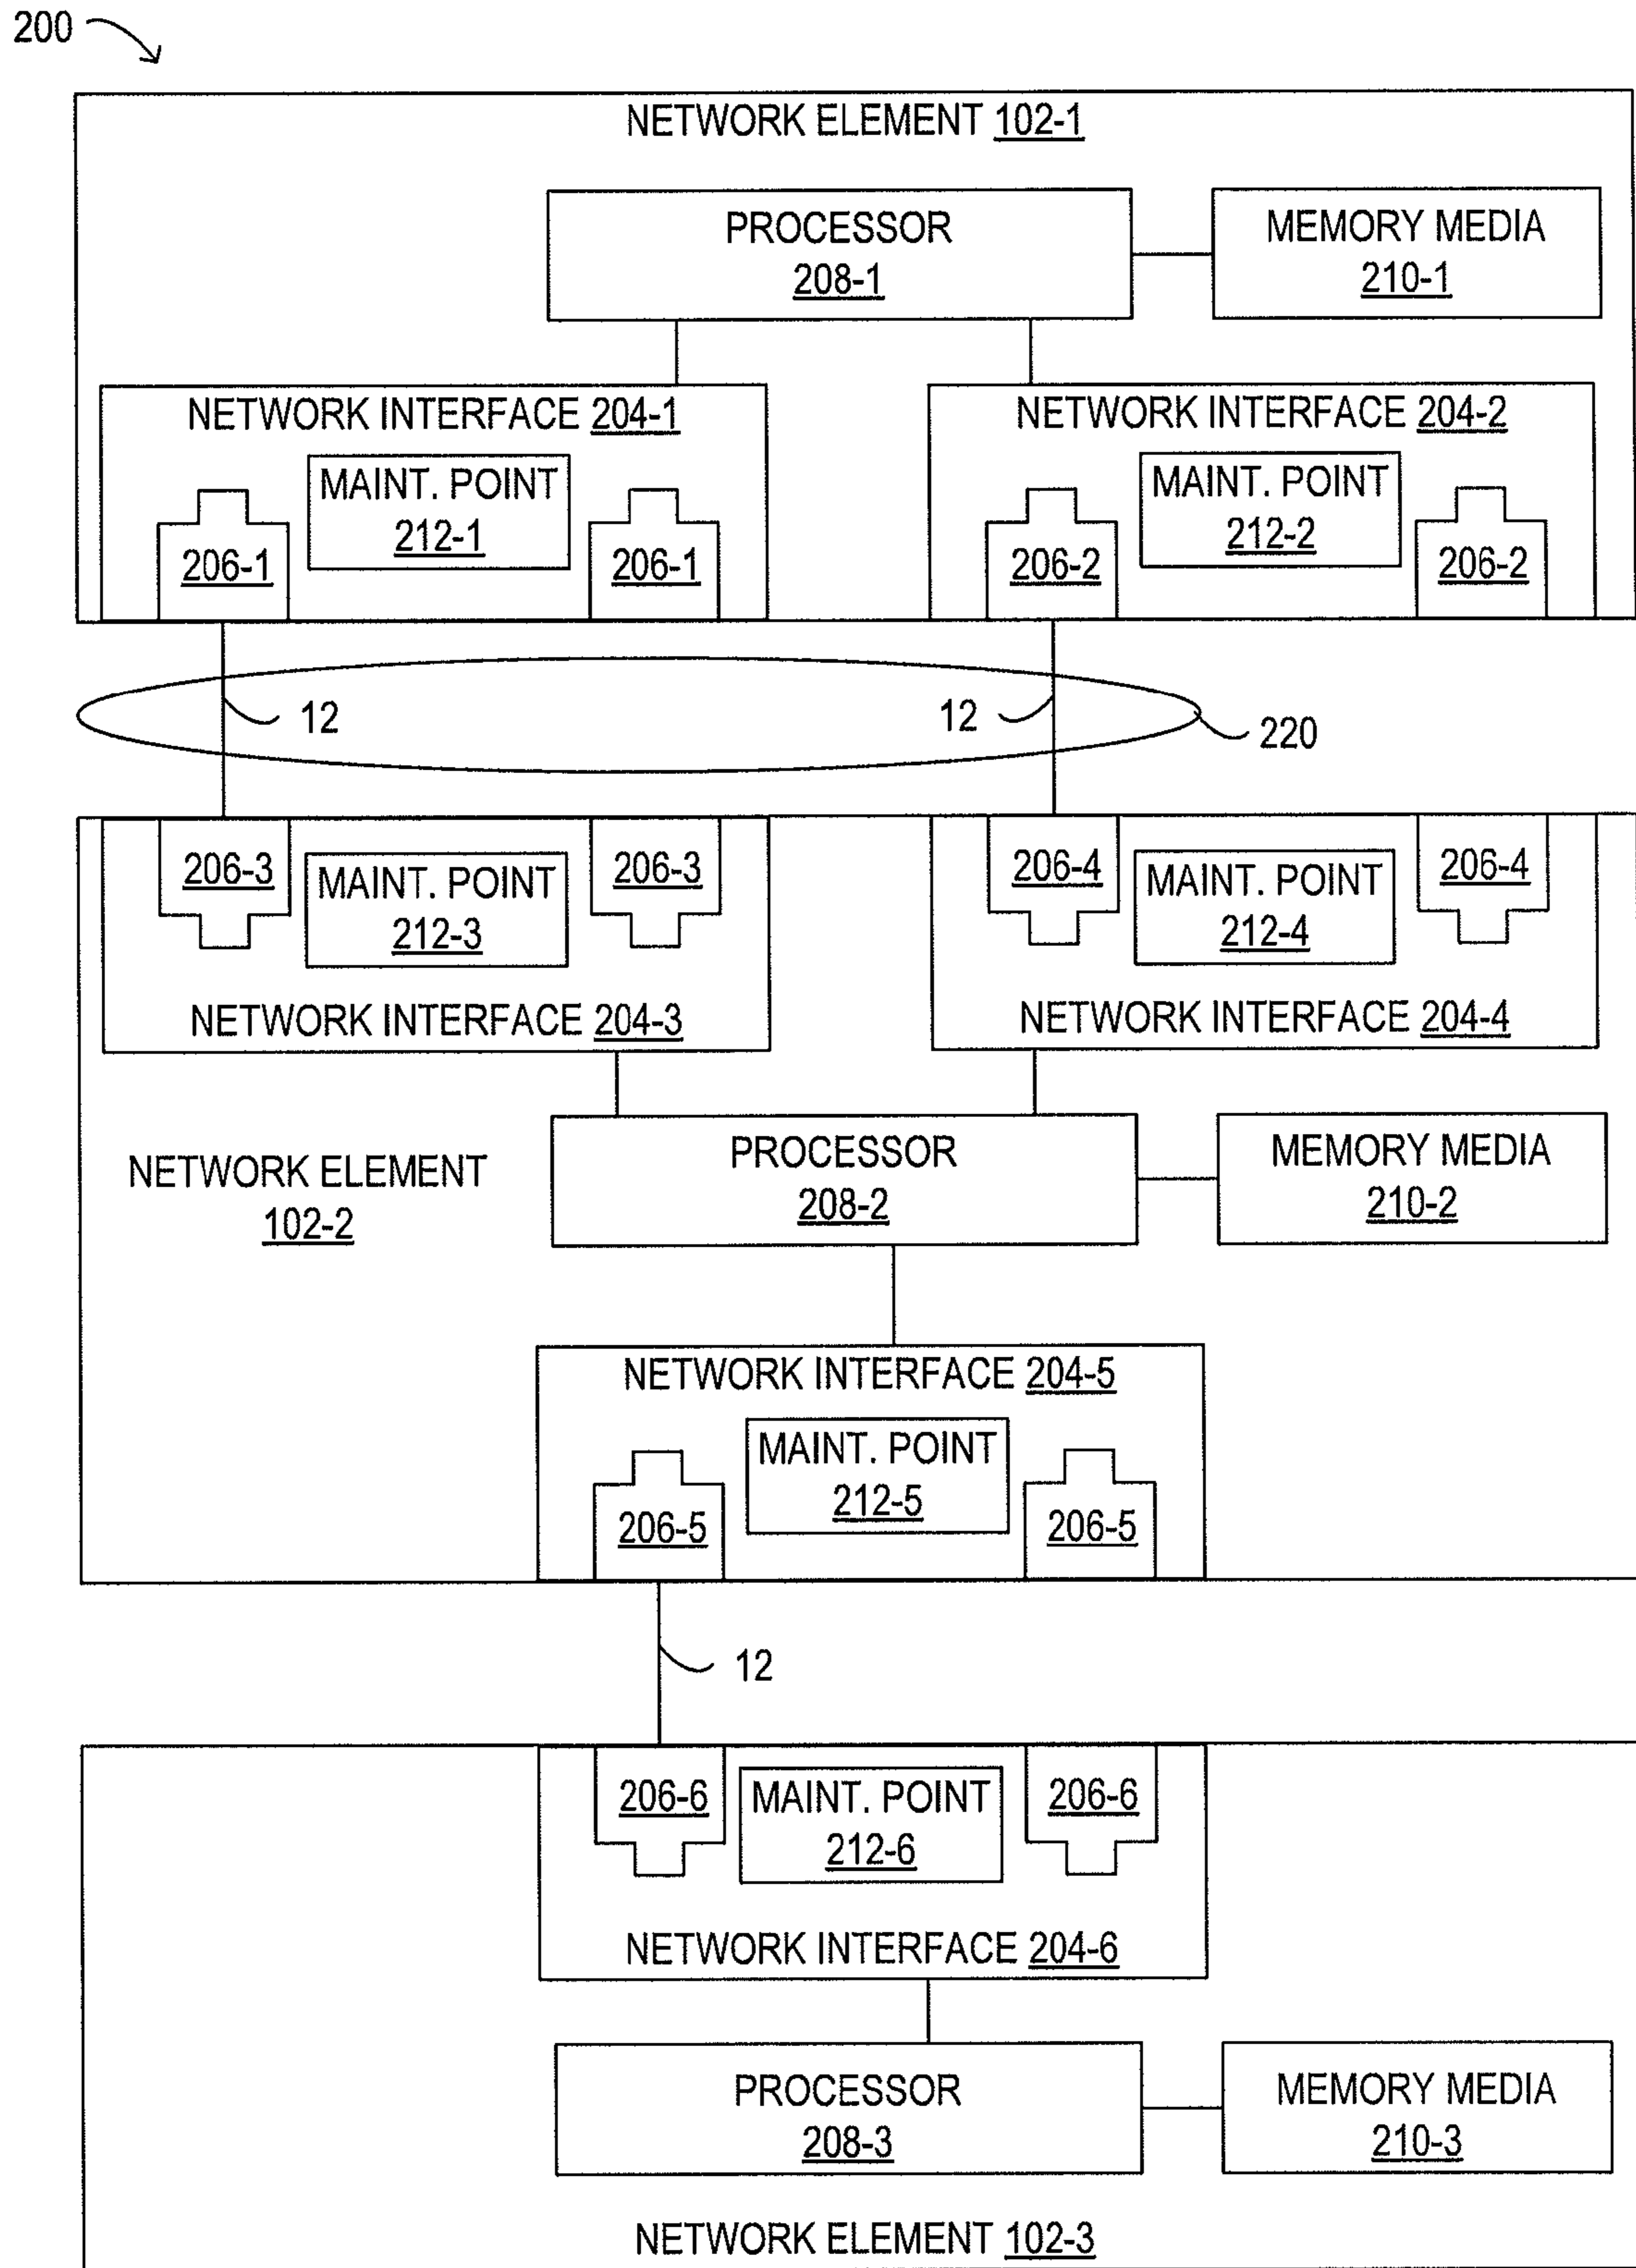 200
NETWORK ELEMENT 102-1
PROCESSOR
208-1
MEMORY MEDIA
210-1
NETWORK INTERFACE 204-1
NETWORK INTERFACE 204-2
MAINT. POINT
212-1
206-1
206-1
MAINT. POINT
212-2
206-2
206-2
12
12
220
206-3
MAINT. POINT
212-3
206-3
206-4
MAINT. POINT
212-4
206-4
NETWORK INTERFACE 204-3
NETWORK INTERFACE 204-4
NETWORK ELEMENT
102-2
PROCESSOR
208-2
MEMORY MEDIA
210-2
NETWORK INTERFACE 204-5
MAINT. POINT
212-5
206-5
206-5
12
206-6
MAINT. POINT
212-6
206-6
NETWORK INTERFACE 204-6
PROCESSOR
208-3
MEMORY MEDIA
210-3
NETWORK ELEMENT 102-3